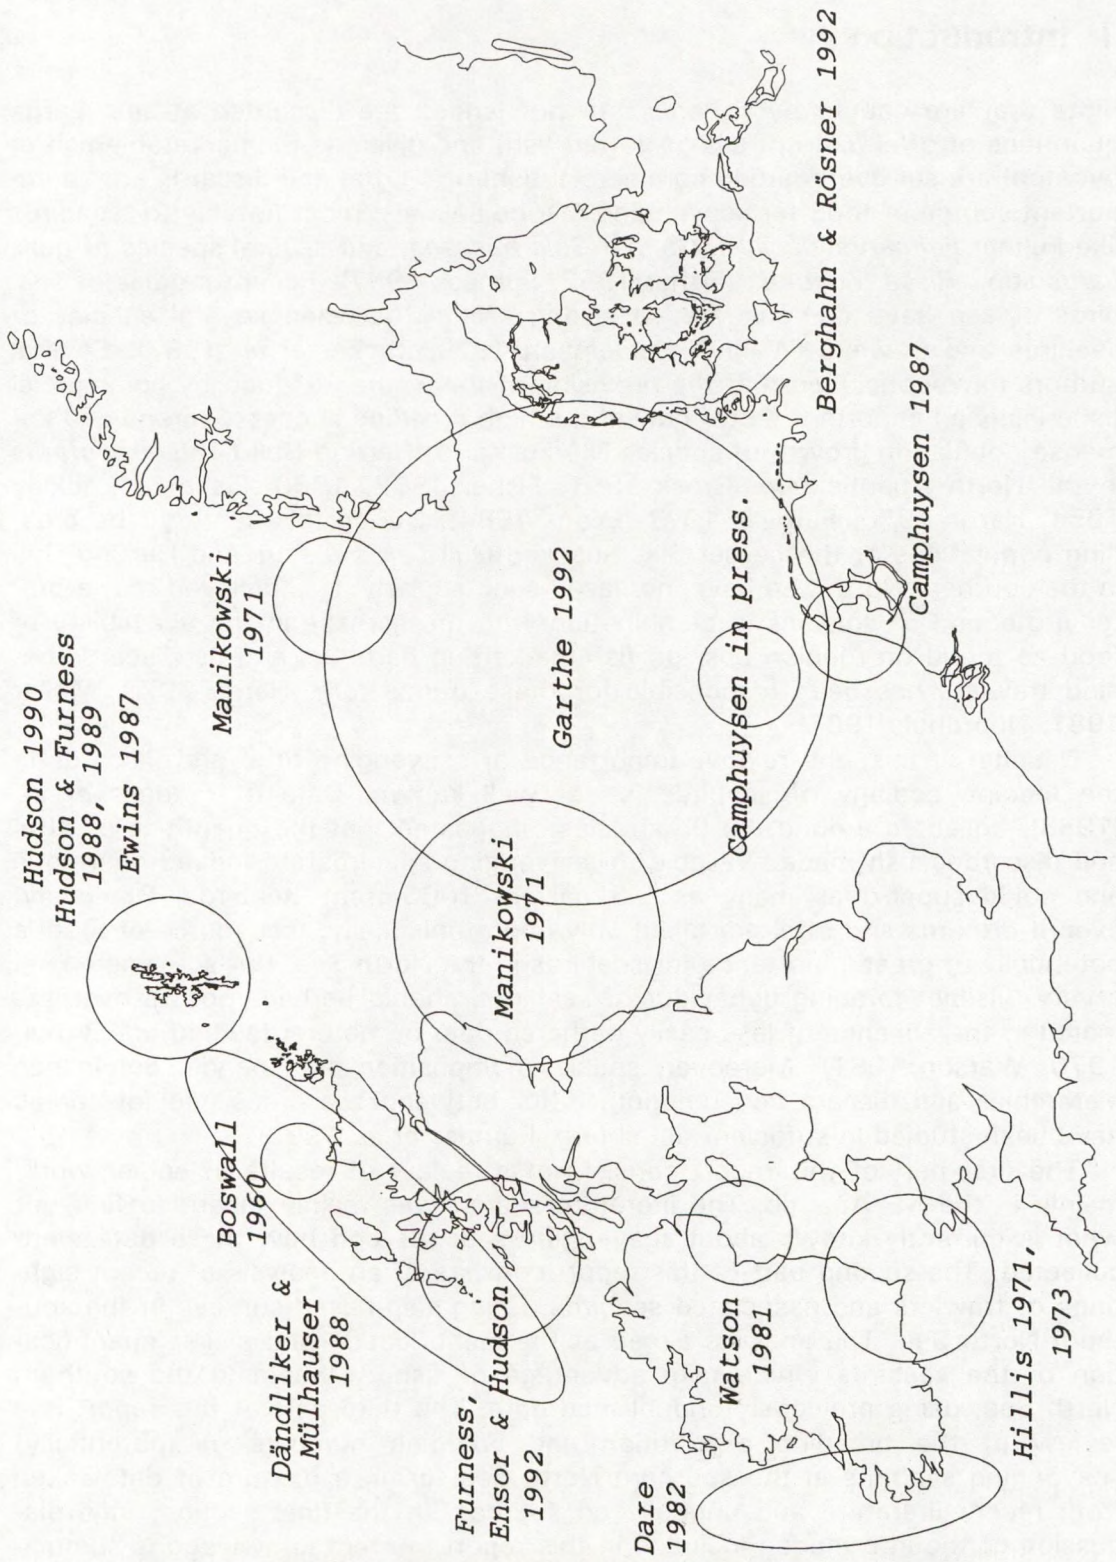 Hudson 1990
Hudson & Furness
1988, 1989
Ewins 1987
Manikowski
1971
Boswall
1960
Dändliker &
Mülhauser
1988
Furness,
Ensor & Hudson
1992
Manikowski
1971
Garthe 1992
Dare
1982
Watson
1981
Camphuysen in press.
Berghahn & Rösner 1992
Camphuysen 1987
Hillis 1971,
1973